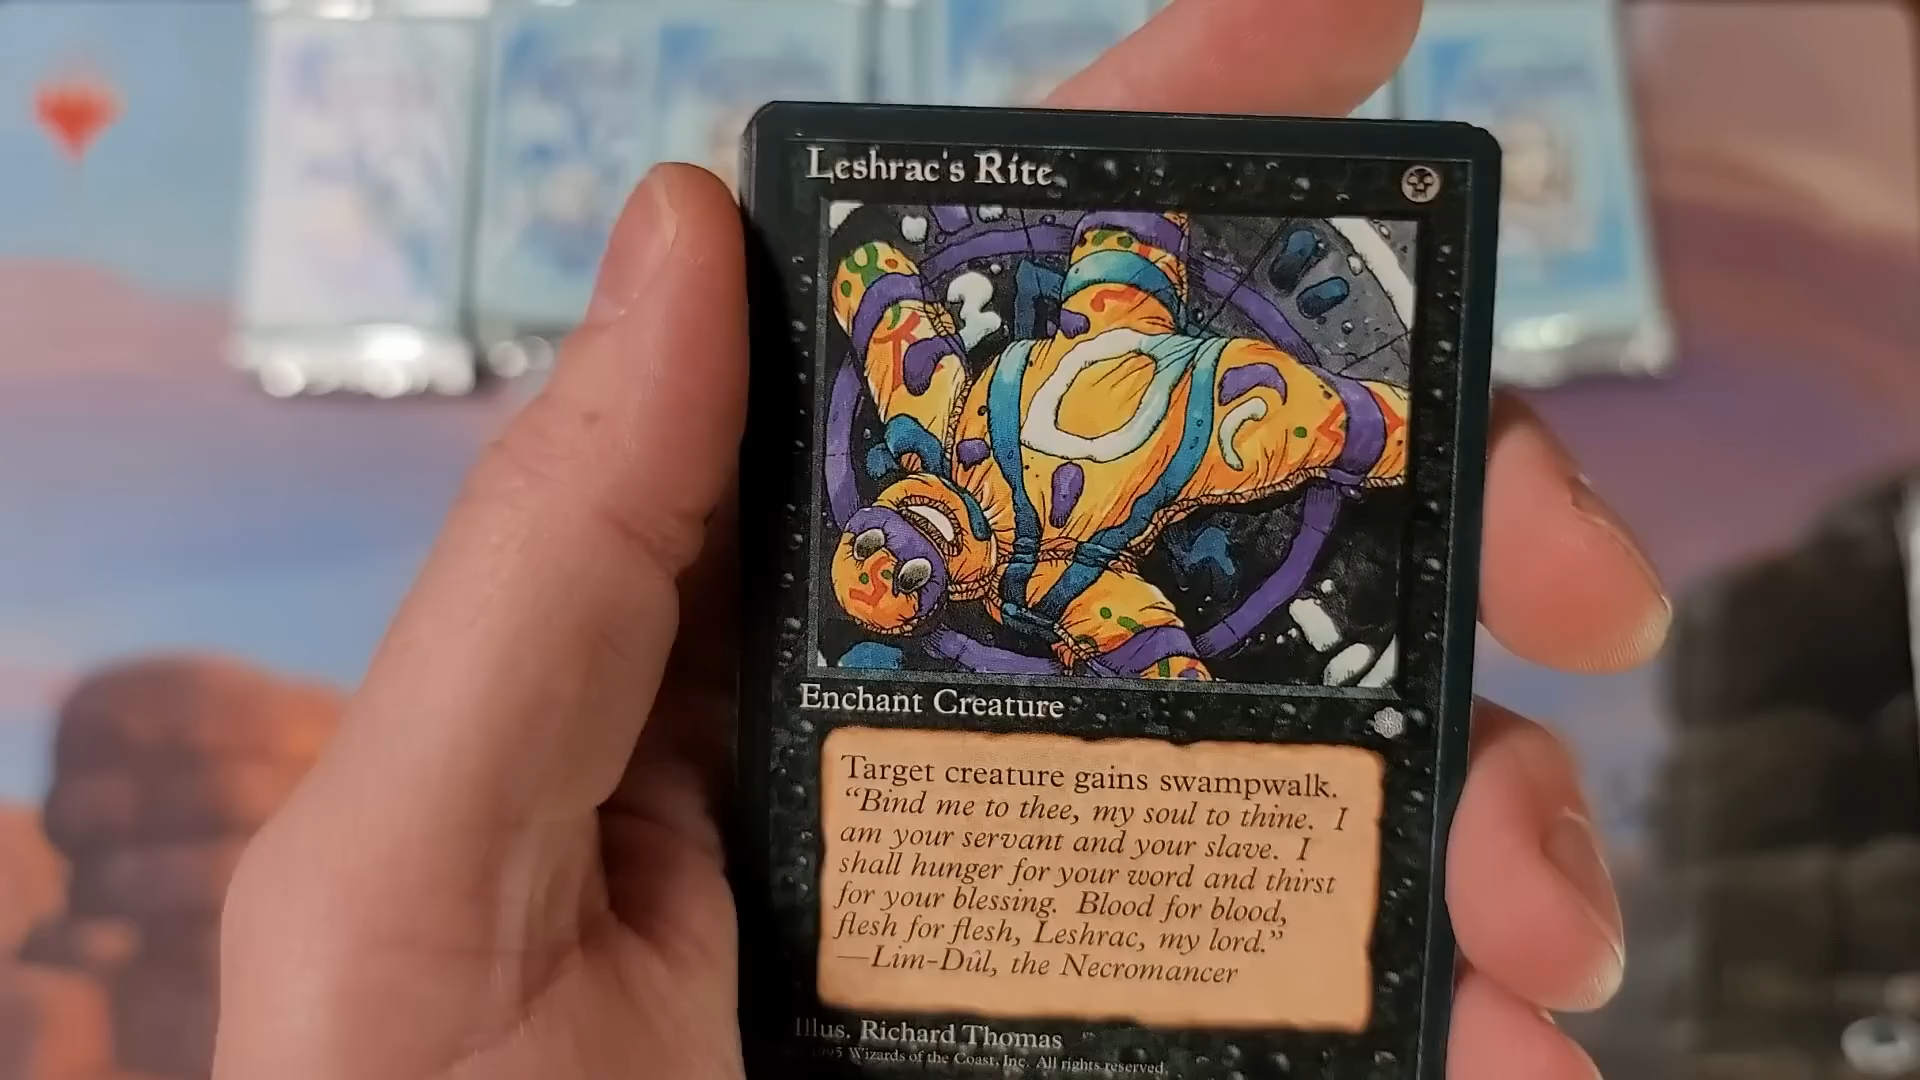 Leshrac's Rite
Enchant Creature
Target creature gains swampwalk.
“Bind me to thee, my soul to thine. I
am your servant and your slave. I
shall hunger for your word and thirst
for your blessing. Blood for blood,
flesh for flesh, Leshrac, my lord.”
—Lim-Dûl, the Necromancer
Illus. Richard Thomas
1995 Wizards of the Coast, Inc. All rights reserved.